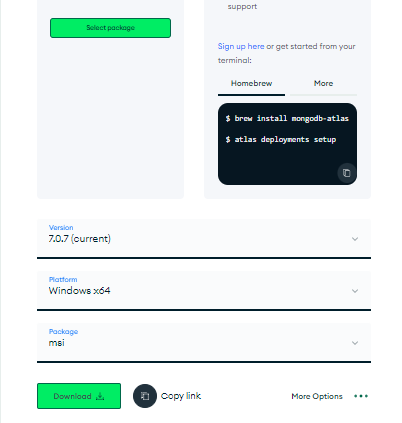 support
Select package
Sign up here or get started from your
terminal:
Homebrew
More
$ brew install mongodb-atlas
$ atlas deployments setup
Version
7.0.7 (current)
Platform
Windows x64
Package
msi
Download
Copy link
More Options